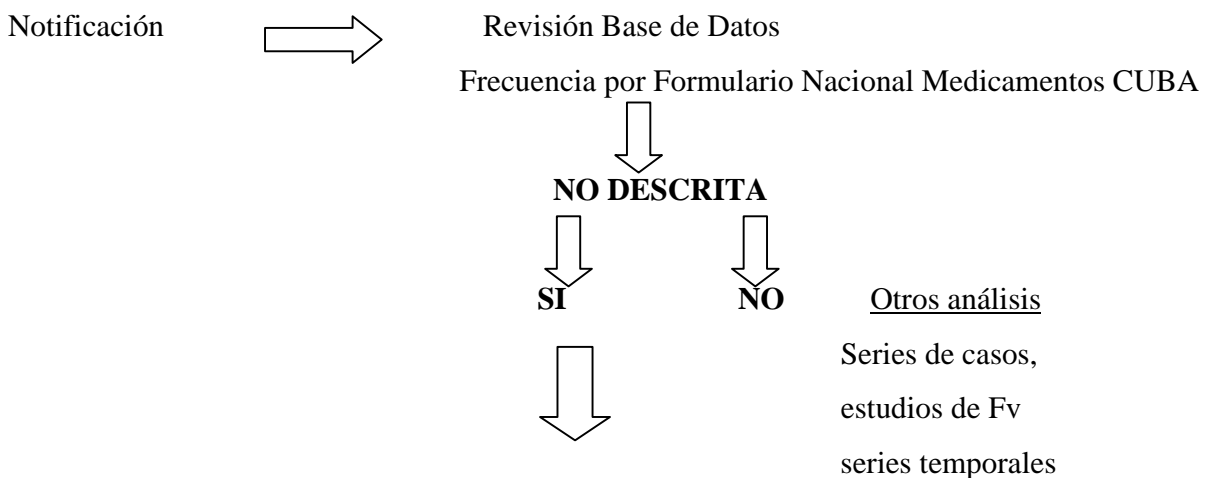 Notificación Revisión Base de Datos
Frecuencia por Formulario Nacional Medicamentos CUBA
NO DESCRITA
SI NO Otros análisis
Series de casos,
estudios de Fv
series temporales